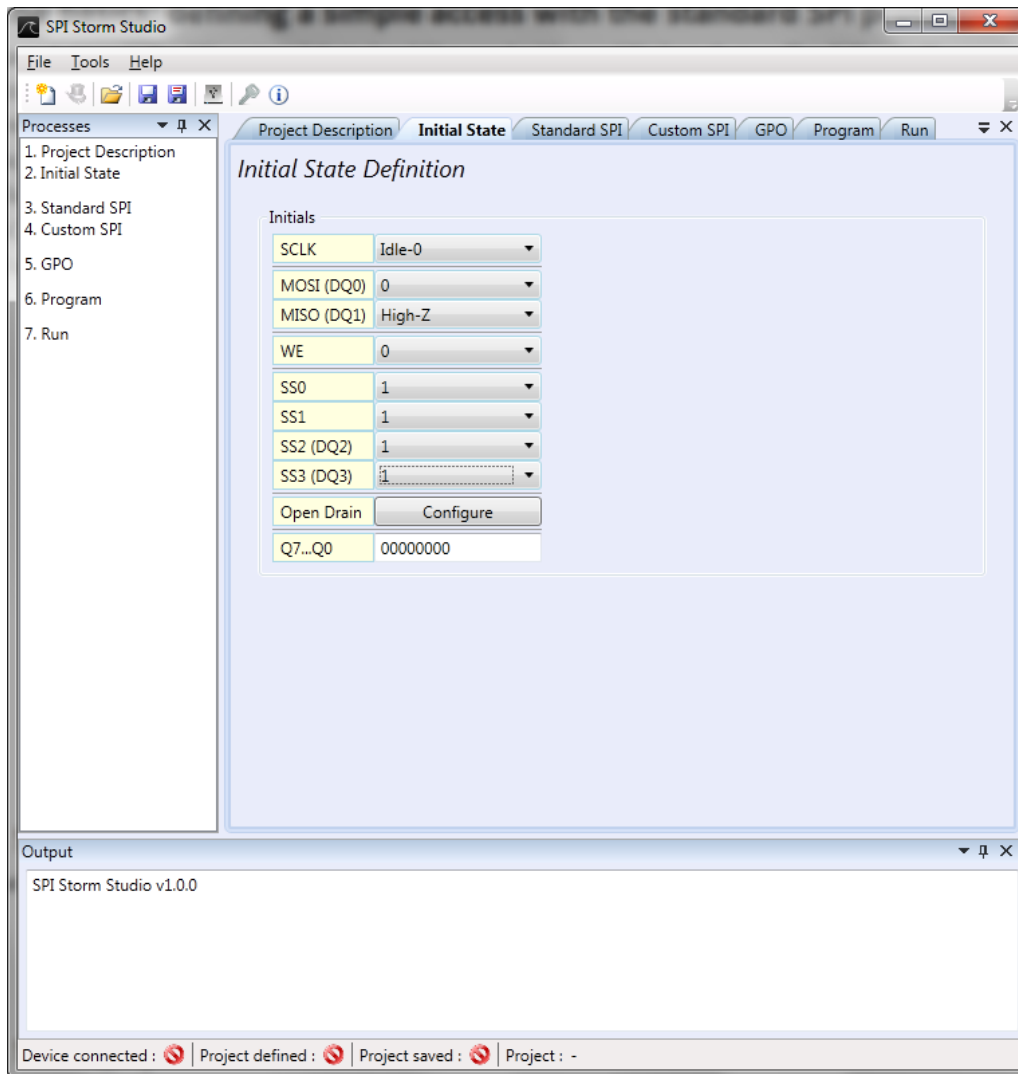 SPI Storm Studio
File Tools Help
Processes
1. Project Description
2. Initial State
3. Standard SPI
4. Custom SPI
5. GPO
6. Program
7. Run
Project Description Initial State Standard SPI Custom SPI GPO Program Run
Initial State Definition
Initials
SCLK Idle-0
MOSI (DQ0) 0
MISO (DQ1) High-Z
WE 0
SS0 1
SS1 1
SS2 (DQ2) 1
SS3 (DQ3) 1
Open Drain Configure
Q7...Q0 00000000
Output
SPI Storm Studio v1.0.0
Device connected : Project defined : Project saved : Project : -